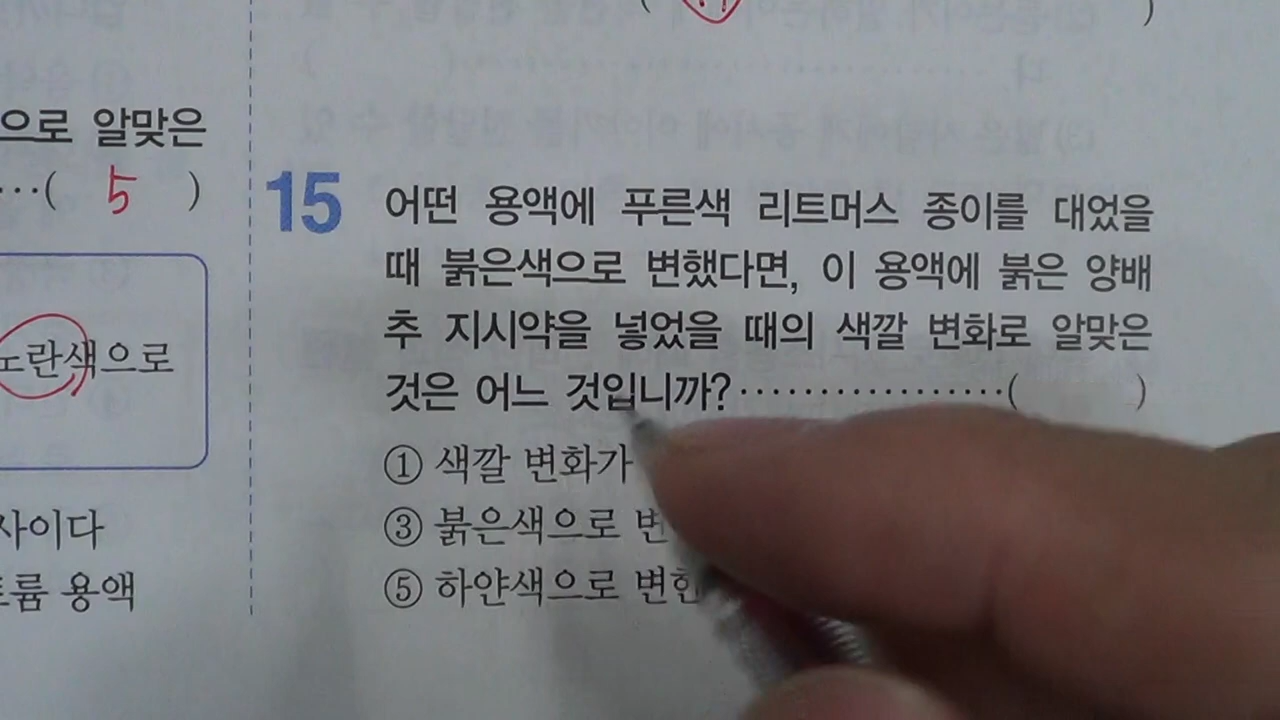 으로 알맞은
…( 5 )
노란색으로
사이다
용액
15
어떤 용액에 푸른색 리트머스 종이를 대었을
때 붉은색으로 변했다면, 이 용액에 붉은 양배
추 지시약을 넣었을 때의 색깔 변화로 알맞은
것은 어느 것입니까?··················( )
① 색깔 변화가
③ 붉은색으로 변
⑤ 하얀색으로 변한